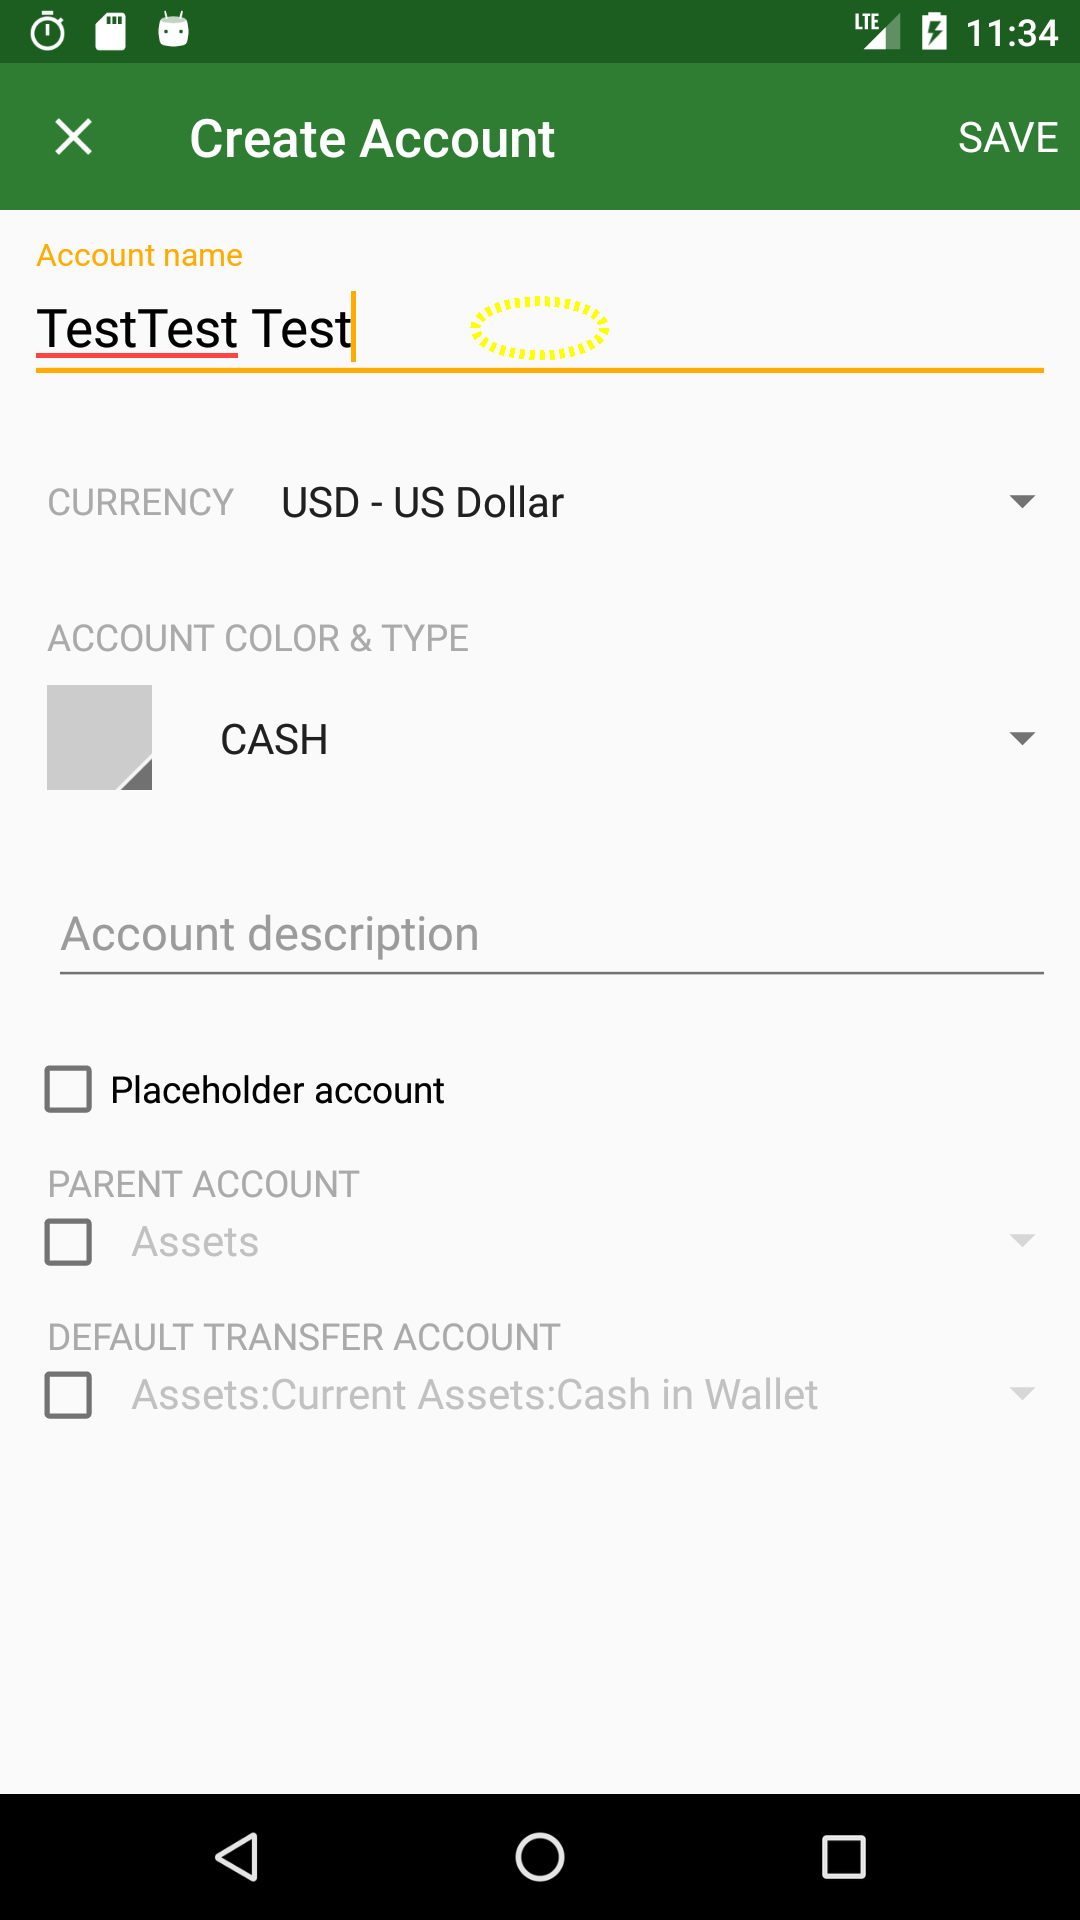 LTE 11:34
Create Account SAVE
Account name
TestTest Test
CURRENCY USD - US Dollar
ACCOUNT COLOR & TYPE
CASH
Account description
Placeholder account
PARENT ACCOUNT
Assets
DEFAULT TRANSFER ACCOUNT
Assets:Current Assets:Cash in Wallet